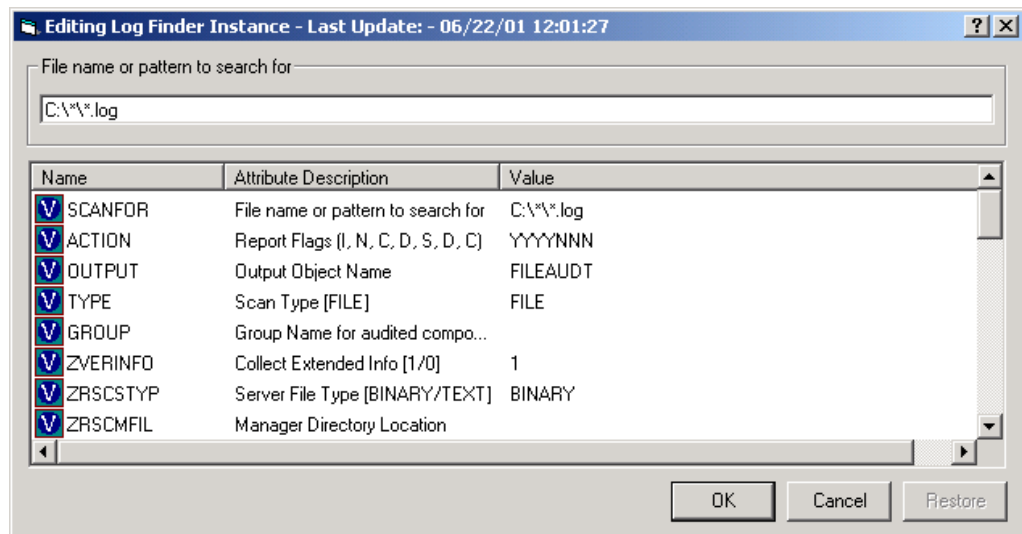 Editing Log Finder Instance - Last Update: - 06/22/01 12:01:27
File name or pattern to search for
C:\*\*.log
Name Attribute Description Value
V SCANFOR File name or pattern to search for C:\*\*.log
V ACTION Report Flags (I, N, C, D, S, D, C) YYYYNNN
V OUTPUT Output Object Name FILEAUDT
V TYPE Scan Type [FILE] FILE
V GROUP Group Name for audited compo...
V ZVERINFO Collect Extended Info [1/0] 1
V ZRSCSTYP Server File Type [BINARY/TEXT] BINARY
V ZRSCMFIL Manager Directory Location
OK Cancel Restore